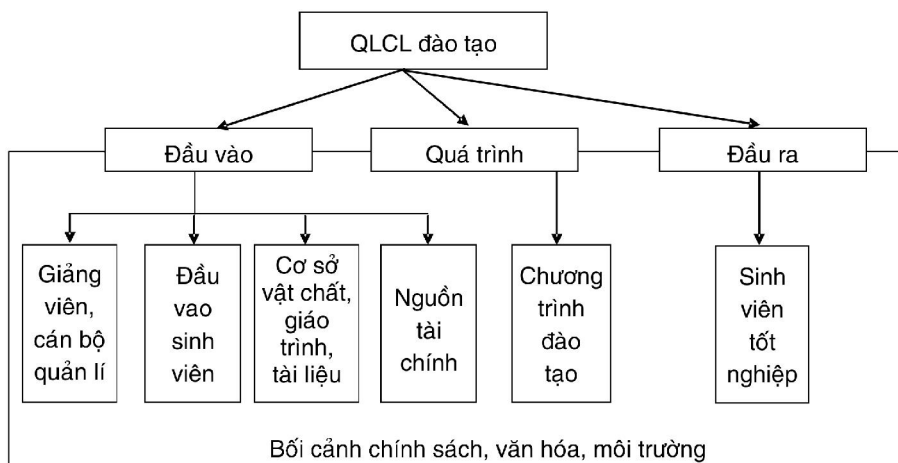 QLCL đào tạo
Đầu vào
Quá trình
Đầu ra
Giảng
viên,
cán bộ
quản lí
Đầu
vao
sinh
viên
Cơ sở
vật chất,
giáo
trình,
tài liệu
Nguồn
tài
chính
Chương
trình
đào
tạo
Sinh
viên
tốt
nghiệp
Bối cảnh chính sách, văn hóa, môi trường